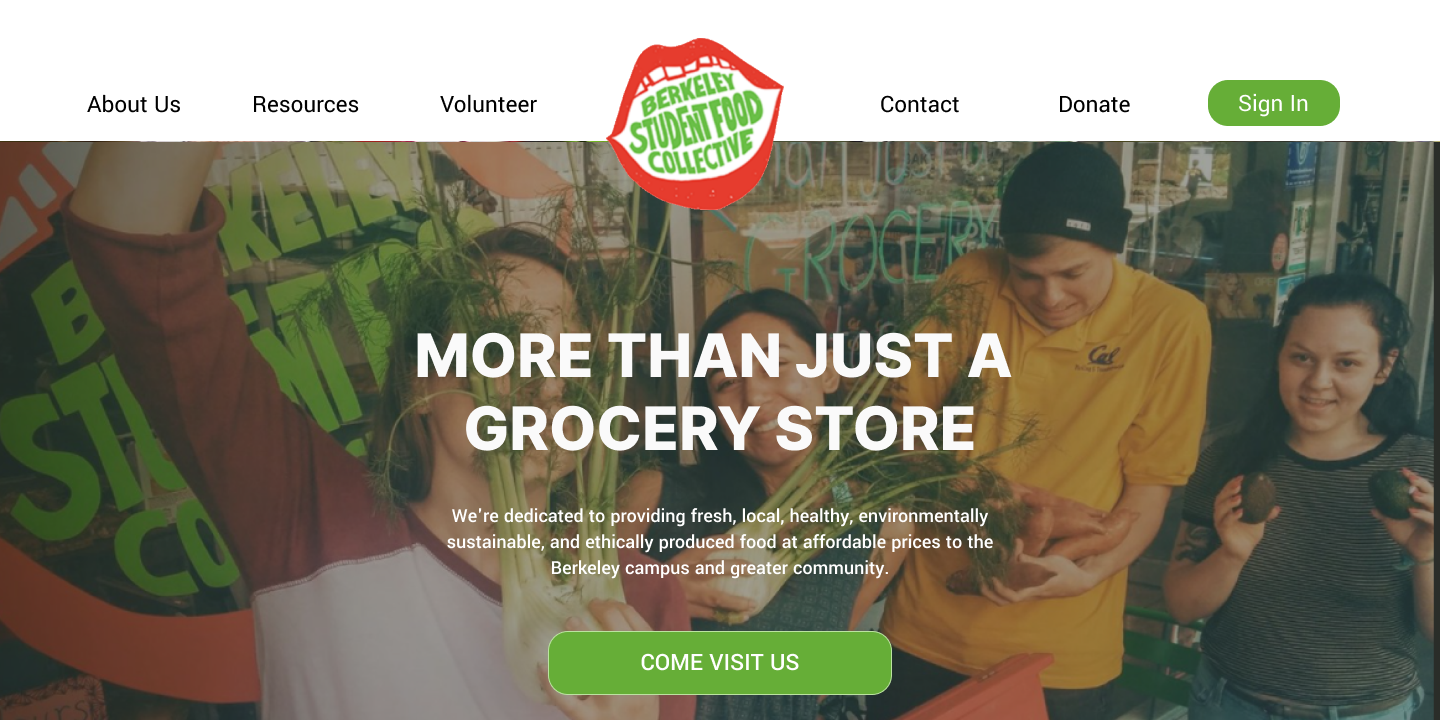 About Us
Resources
Volunteer
BERKELEY
STUDENT FOOD
COLLECTIVE
Contact
Donate
Sign In
GROCERY
Cal
MORE THAN JUST A
GROCERY STORE
We're dedicated to providing fresh, local, healthy, environmentally
sustainable, and ethically produced food at affordable prices to the
Berkeley campus and greater community.
COME VISIT US